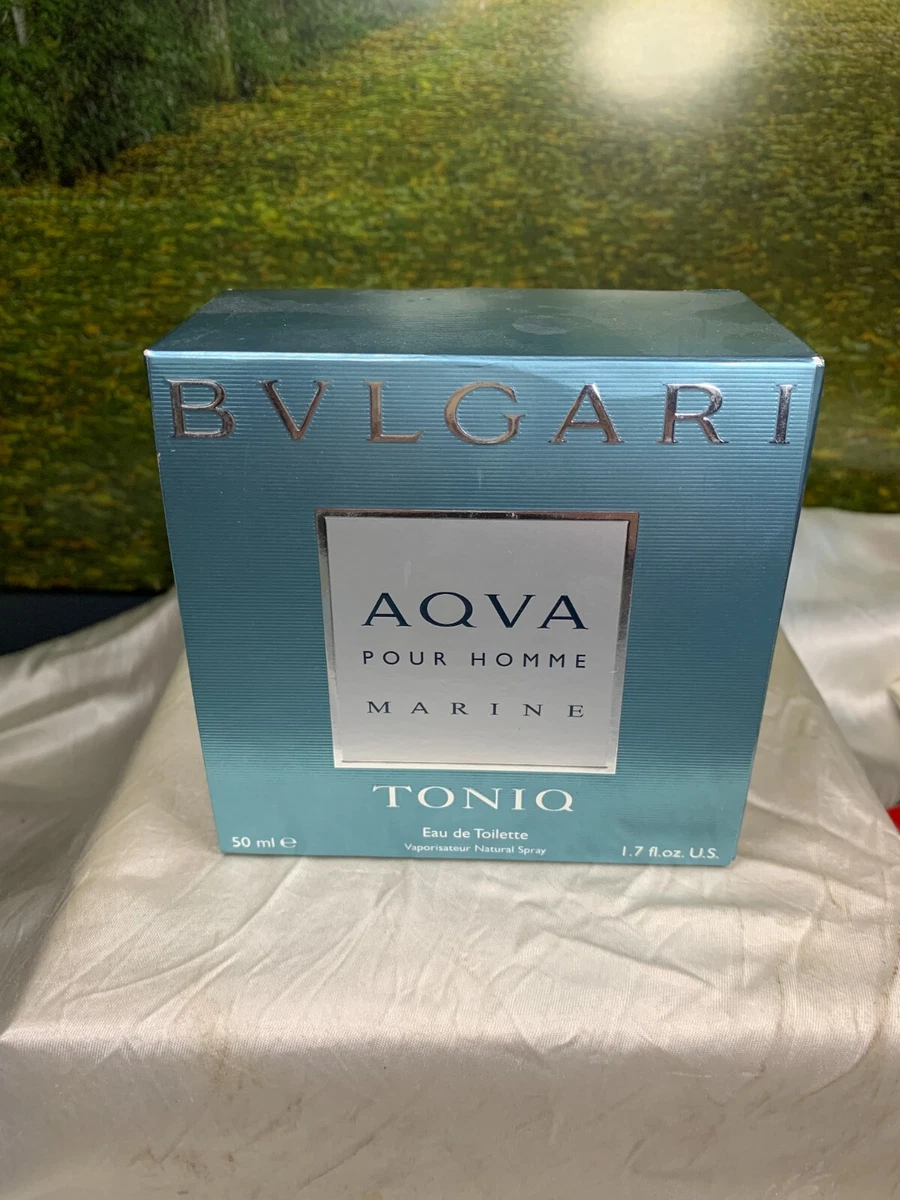 BVLGARI
AQVA
POUR HOMME
MARINE
TONIQ
Eau de Toilette
50 ml ℮
Vaporisateur Natural Spray
1.7 fl.oz. U.S.